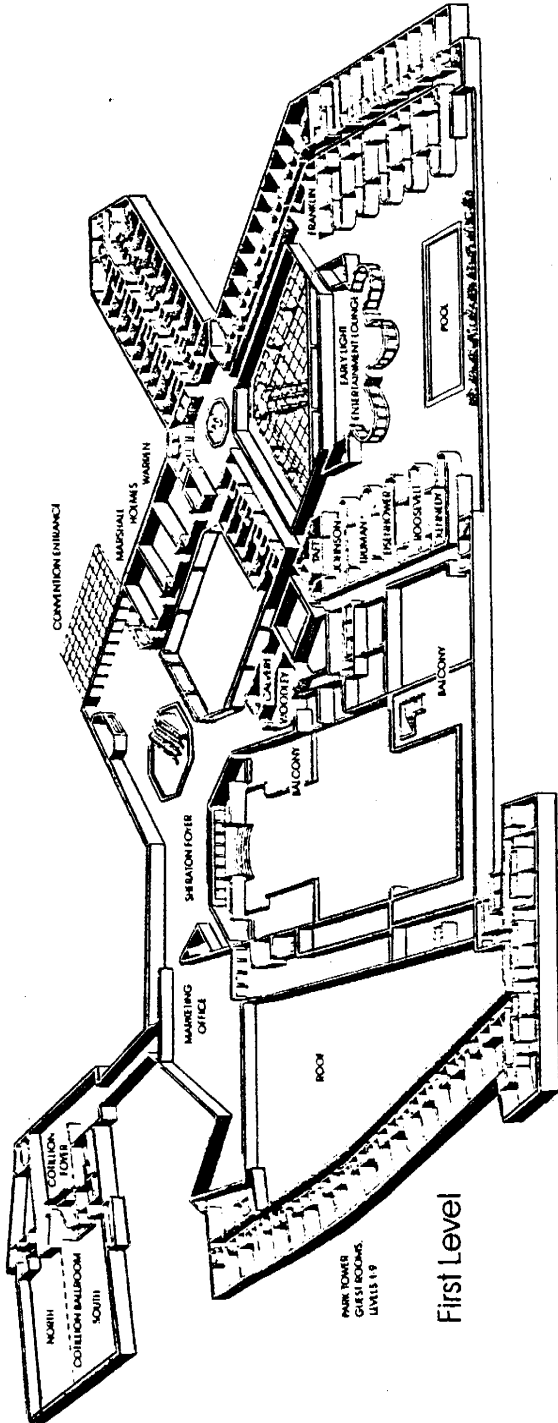 NORTH
COTILLION BALLROOM
SOUTH
COTILLION
FOYER
MARKETING
OFFICE
SHERATON FOYER
CONVENTION ENTRANCE
MARSHALL
HOLMES
WARREN
ROOF
BALCONY
CALVERT
WOODLEY
BALCONY
TAFT
JOHNSON
TRUMAN
EISENHOWER
ROOSEVELT
KENNEDY
EARLY LIGHT
ENTERTAINMENT LOUNGE
FRANKLIN
POOL
PARK TOWER
GUEST ROOMS,
LEVELS 1-9
First Level